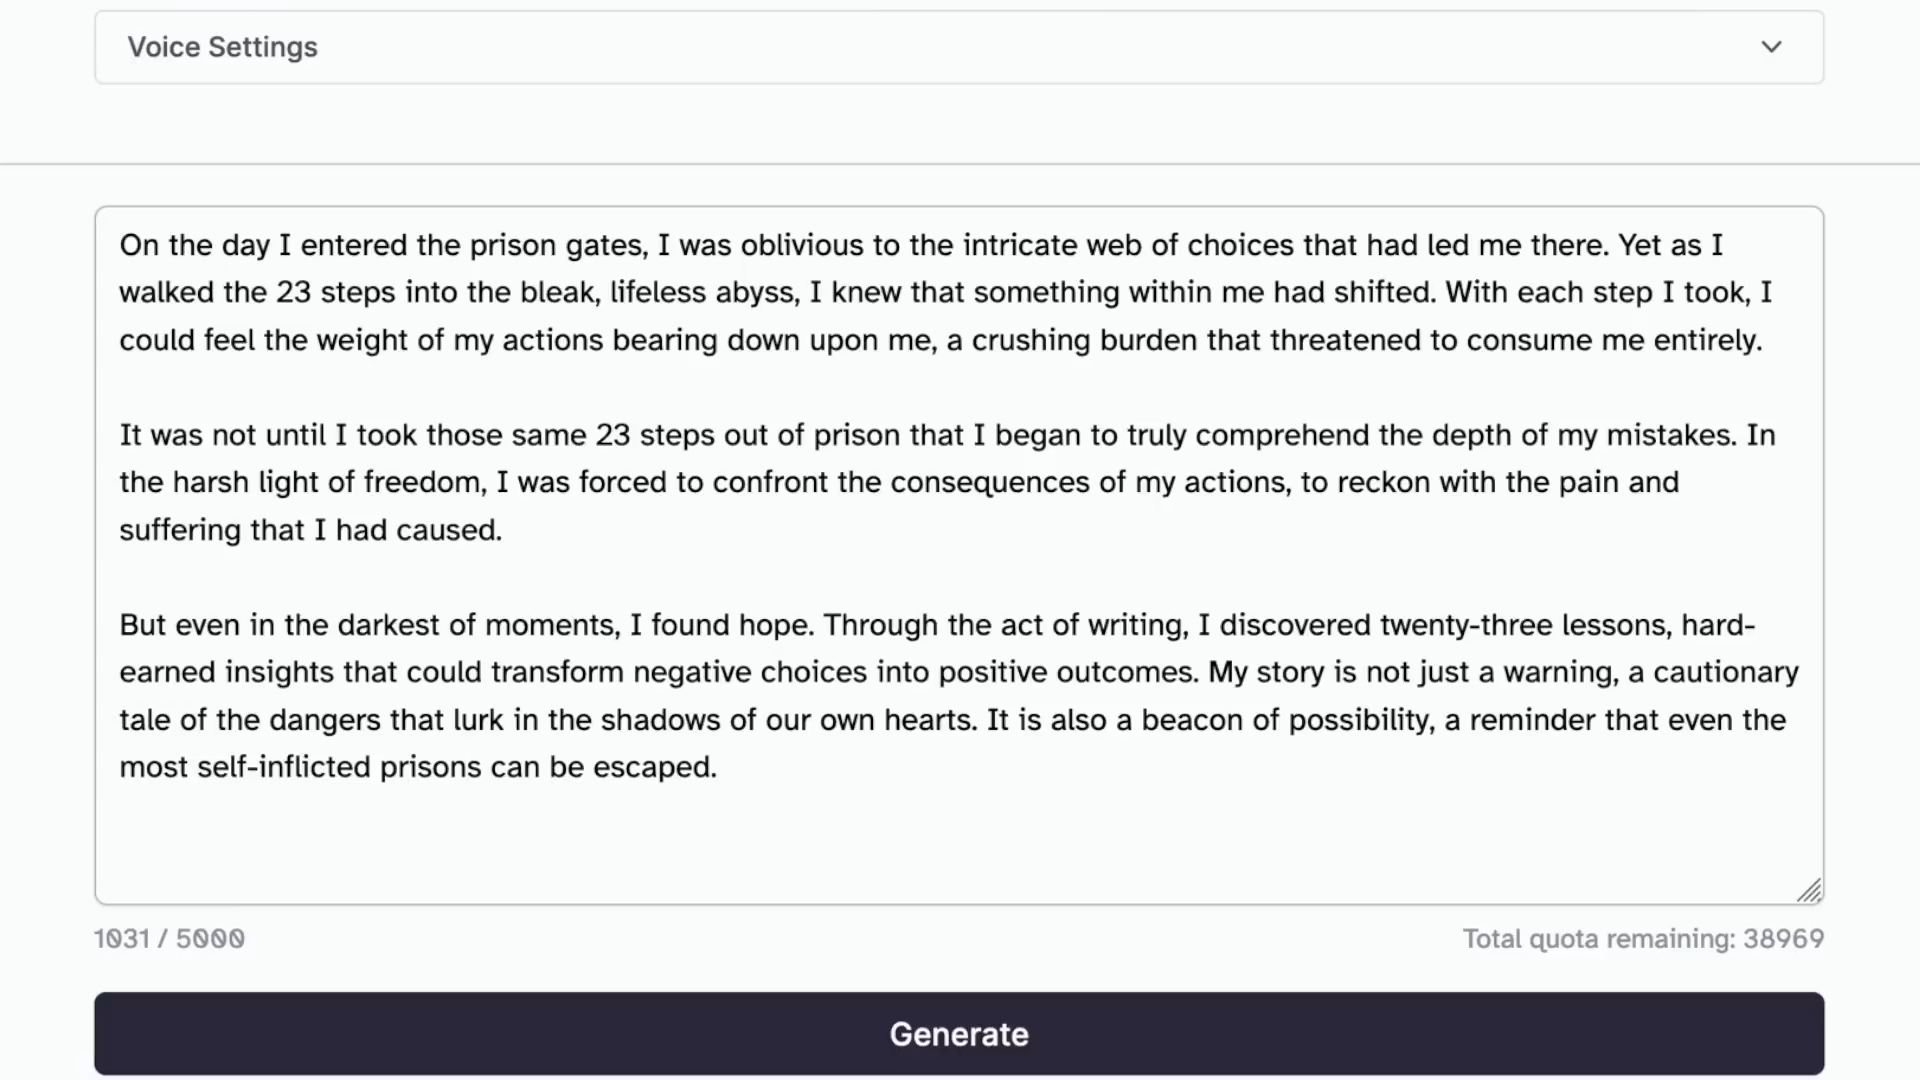 Voice Settings
On the day I entered the prison gates, I was oblivious to the intricate web of choices that had led me there. Yet as I
walked the 23 steps into the bleak, lifeless abyss, I knew that something within me had shifted. With each step I took, I
could feel the weight of my actions bearing down upon me, a crushing burden that threatened to consume me entirely.
It was not until I took those same 23 steps out of prison that I began to truly comprehend the depth of my mistakes. In
the harsh light of freedom, I was forced to confront the consequences of my actions, to reckon with the pain and
suffering that I had caused.
But even in the darkest of moments, I found hope. Through the act of writing, I discovered twenty-three lessons, hard-
earned insights that could transform negative choices into positive outcomes. My story is not just a warning, a cautionary
tale of the dangers that lurk in the shadows of our own hearts. It is also a beacon of possibility, a reminder that even the
most self-inflicted prisons can be escaped.
1031 / 5000
Total quota remaining: 38969
Generate